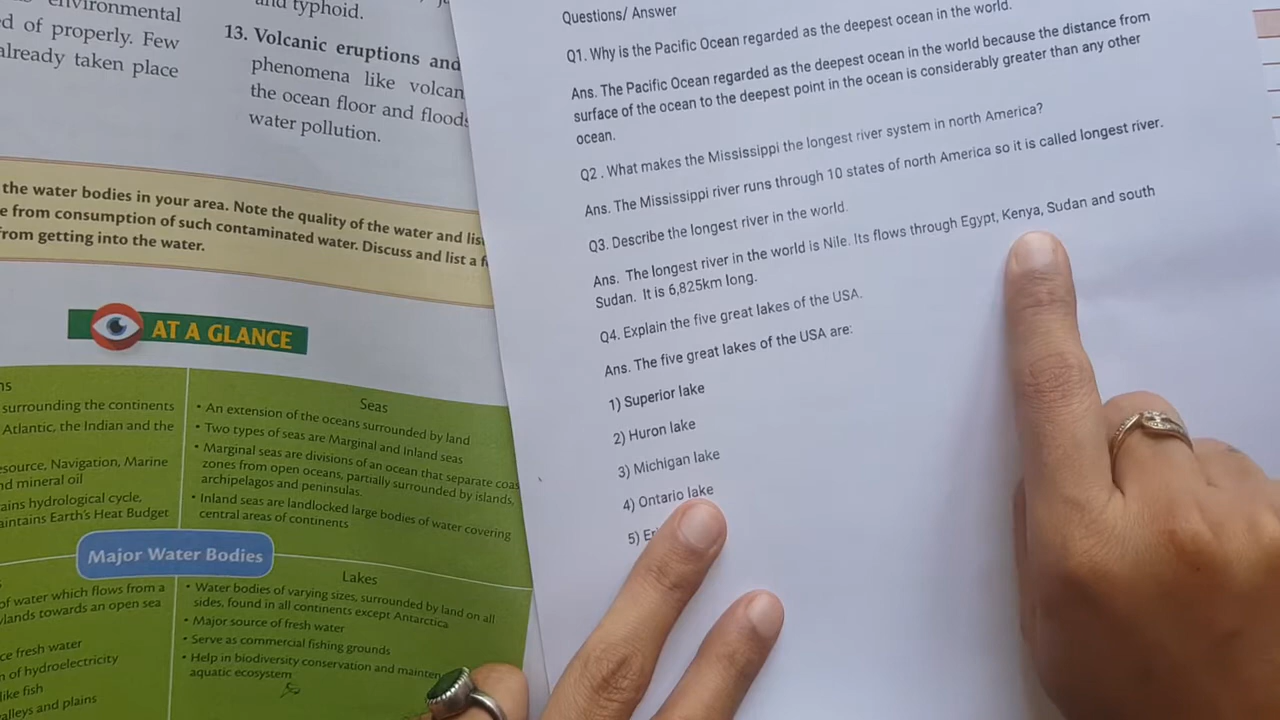 environmental
d of properly. Few
already taken place
and typhoid.
13. Volcanic eruptions and
phenomena like volcan
the ocean floor and floods
water pollution.
the water bodies in your area. Note the quality of the water and lis
e from consumption of such contaminated water. Discuss and list a f
from getting into the water.
AT A GLANCE
ns
surrounding the continents
Atlantic, the Indian and the
esource, Navigation, Marine
nd mineral oil
ains hydrological cycle,
aintains Earth's Heat Budget
Seas
• An extension of the oceans surrounded by land
• Two types of seas are Marginal and Inland seas
• Marginal seas are divisions of an ocean that separate coas
zones from open oceans, partially surrounded by islands,
archipelagos and peninsulas.
• Inland seas are landlocked large bodies of water covering
central areas of continents
Major Water Bodies
of water which flows from a
lands towards an open sea
ce fresh water
n of hydroelectricity
like fish
alleys and plains
Lakes
• Water bodies of varying sizes, surrounded by land on all
sides, found in all continents except Antarctica
• Major source of fresh water
• Serve as commercial fishing grounds
• Help in biodiversity conservation and mainten
aquatic ecosystem
Questions/ Answer
Q1. Why is the Pacific Ocean regarded as the deepest ocean in the world.
Ans. The Pacific Ocean regarded as the deepest ocean in the world because the distance from
surface of the ocean to the deepest point in the ocean is considerably greater than any other
ocean.
Q2 . What makes the Mississippi the longest river system in north America?
Ans. The Mississippi river runs through 10 states of north America so it is called longest river.
Q3. Describe the longest river in the world.
Ans. The longest river in the world is Nile. Its flows through Egypt, Kenya, Sudan and south
Sudan. It is 6,825km long.
Q4. Explain the five great lakes of the USA.
Ans. The five great lakes of the USA are:
1) Superior lake
2) Huron lake
3) Michigan lake
4) Ontario lake
5) Er